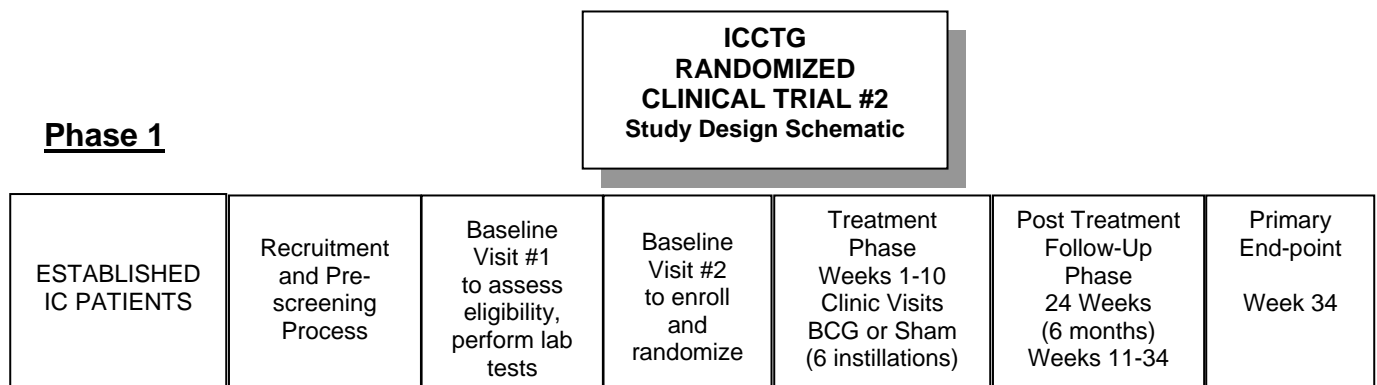 ICCTG
RANDOMIZED
CLINICAL TRIAL #2
Study Design Schematic
Phase 1
ESTABLISHED
IC PATIENTS
Recruitment
and Pre-
screening
Process
Baseline
Visit #1
to assess
eligibility,
perform lab
tests
Baseline
Visit #2
to enroll
and
randomize
Treatment
Phase
Weeks 1-10
Clinic Visits
BCG or Sham
(6 instillations)
Post Treatment
Follow-Up
Phase
24 Weeks
(6 months)
Weeks 11-34
Primary
End-point
Week 34